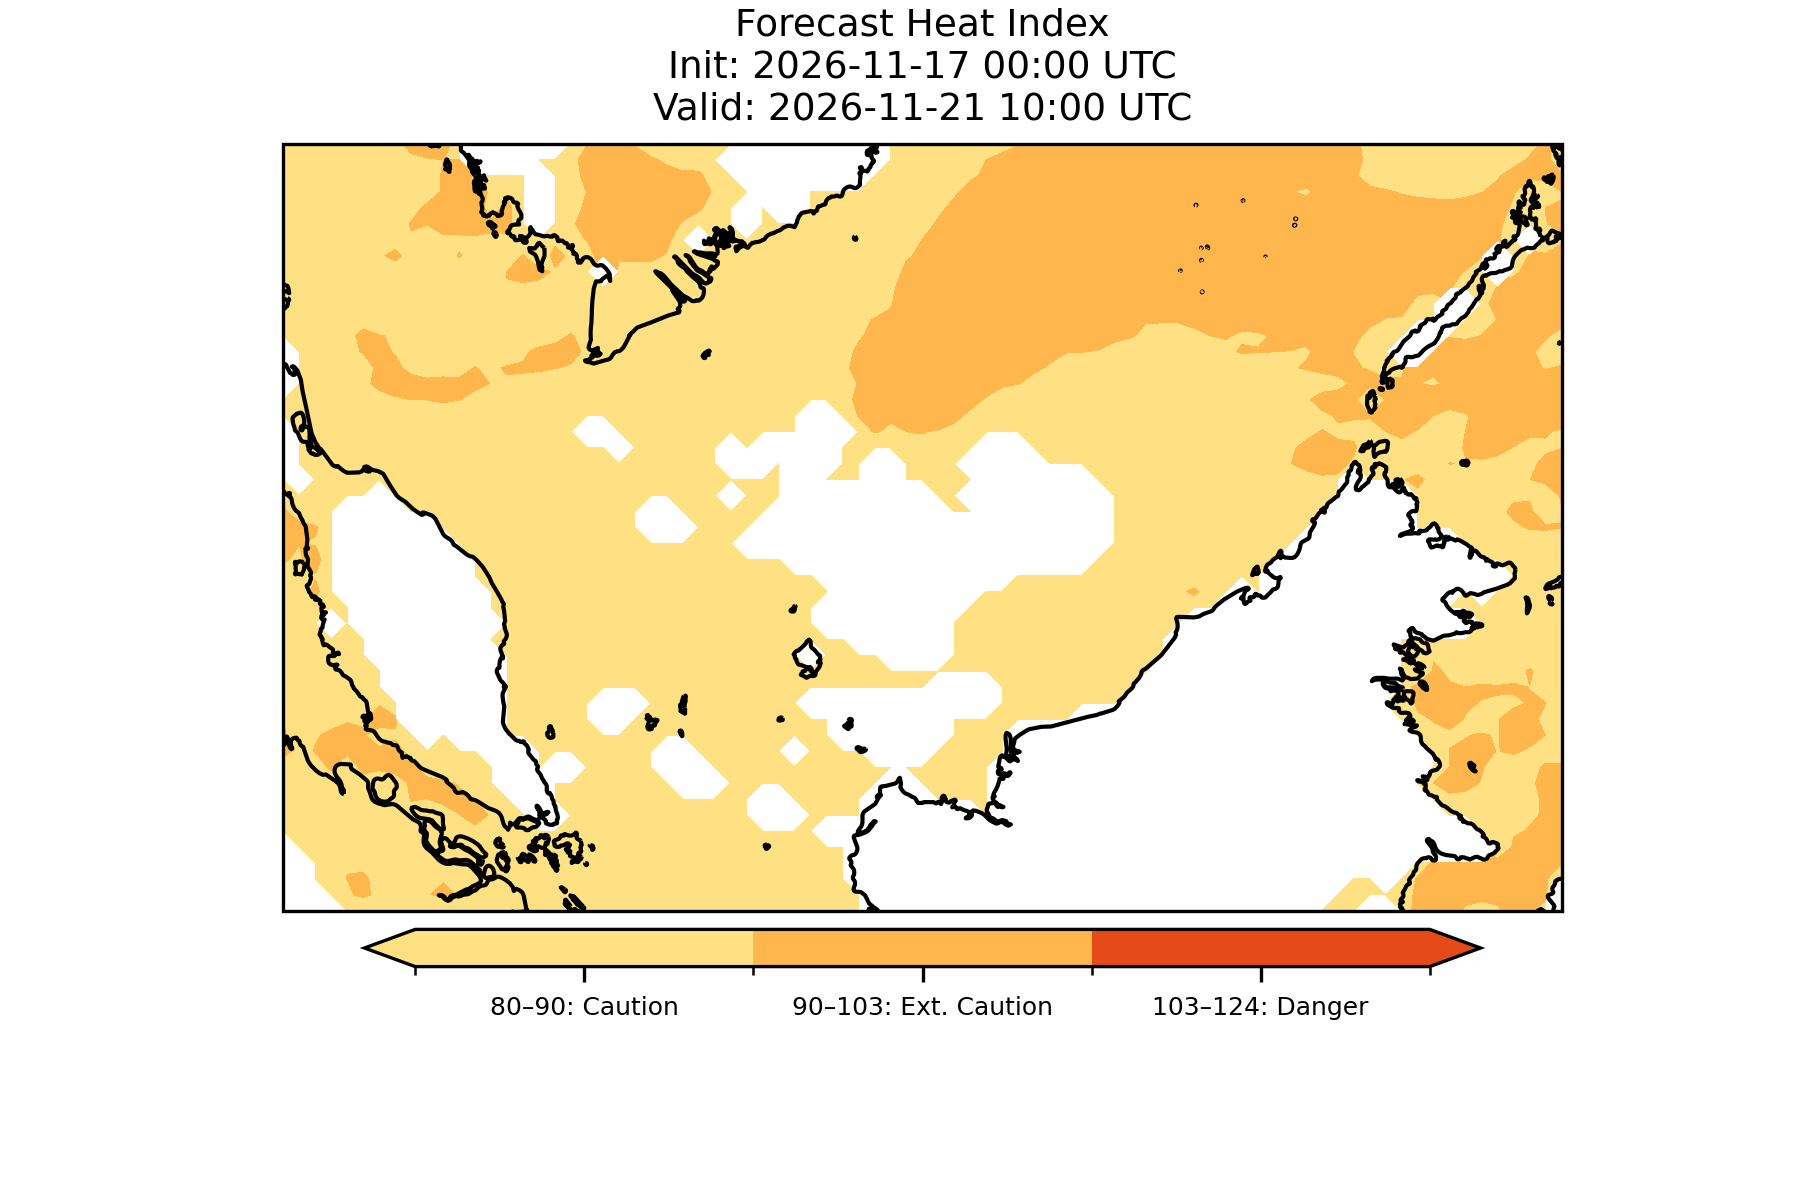 Forecast Heat Index
Init: 2026-11-17 00:00 UTC
Valid: 2026-11-21 10:00 UTC
80–90: Caution
90–103: Ext. Caution
103–124: Danger